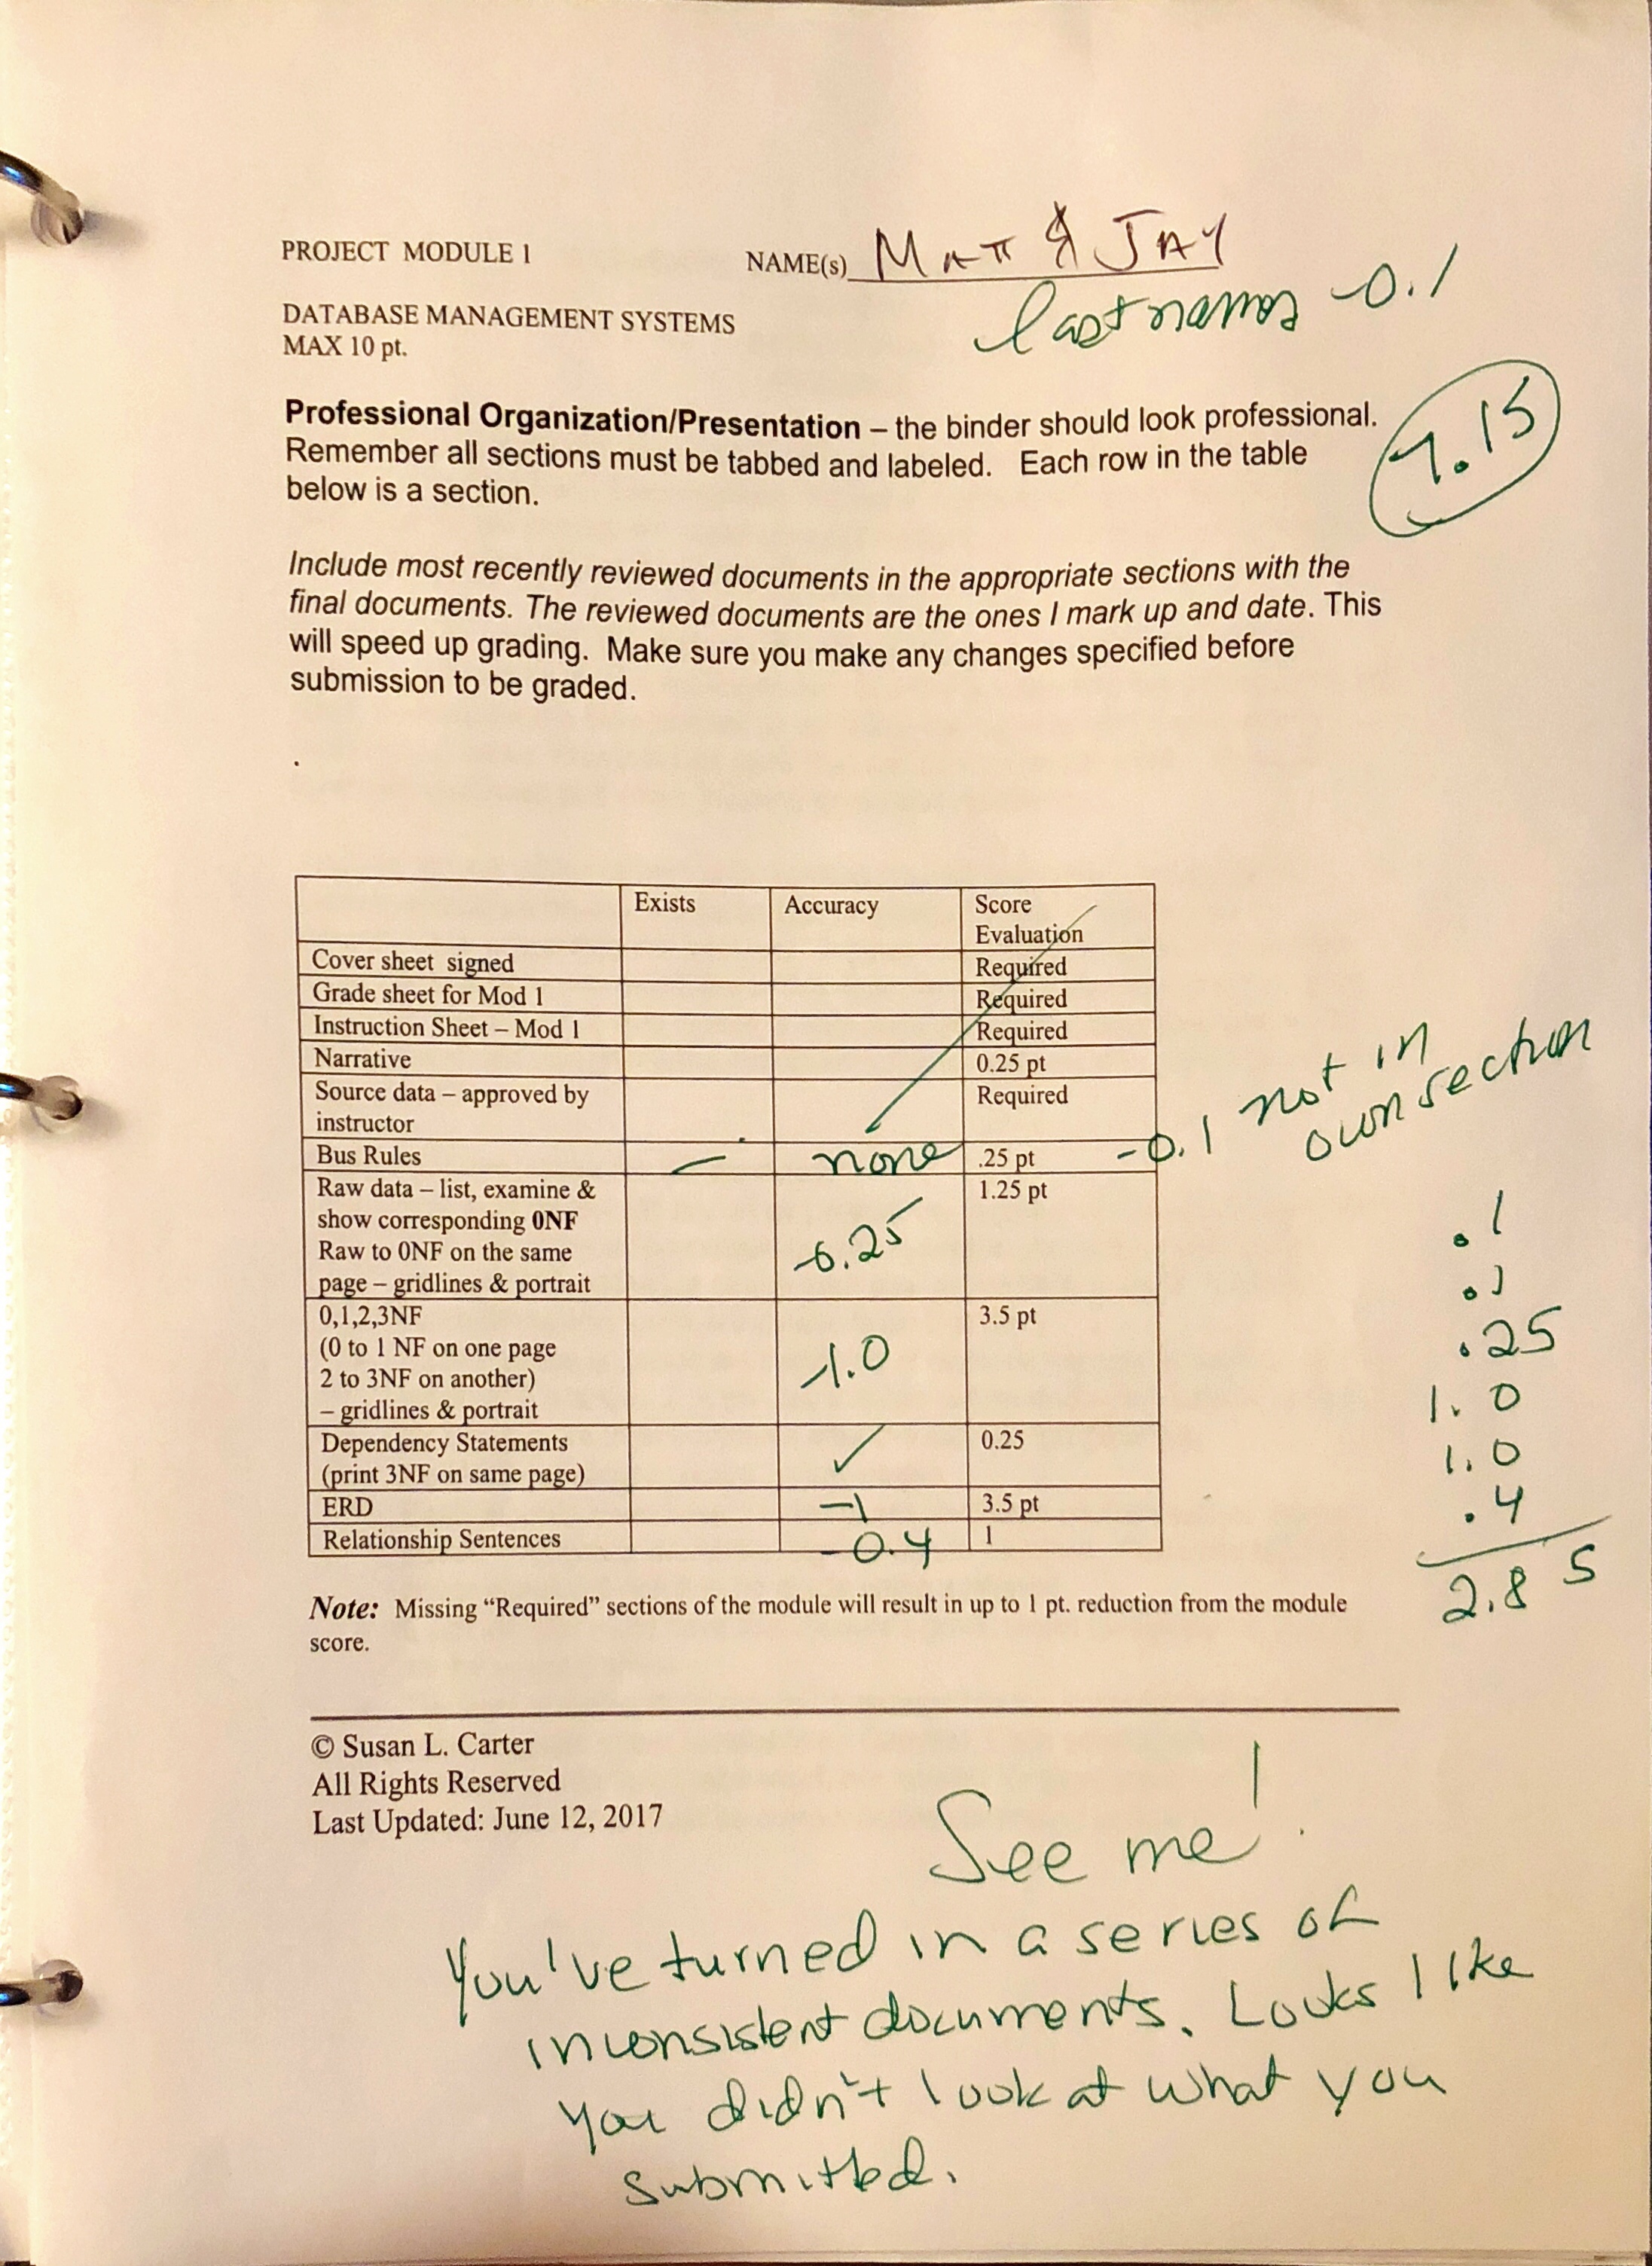 PROJECT MODULE 1
NAME(s) MATT & JAY
last names -0.1
DATABASE MANAGEMENT SYSTEMS
MAX 10 pt.
7.15
Professional Organization/Presentation – the binder should look professional.
Remember all sections must be tabbed and labeled. Each row in the table
below is a section.
Include most recently reviewed documents in the appropriate sections with the
final documents. The reviewed documents are the ones I mark up and date. This
will speed up grading. Make sure you make any changes specified before
submission to be graded.
Exists Accuracy Score
Evaluation
Cover sheet signed Required
Grade sheet for Mod 1 Required
Instruction Sheet – Mod 1 Required
Narrative 0.25 pt
Source data – approved by Required
instructor
Bus Rules – none .25 pt -0.1 not in
own section
Raw data – list, examine & 1.25 pt
show corresponding 0NF
Raw to 0NF on the same -0.25
page – gridlines & portrait
0,1,2,3NF 3.5 pt
(0 to 1 NF on one page -1.0
2 to 3NF on another)
– gridlines & portrait
Dependency Statements ✓ 0.25
(print 3NF on same page)
ERD -1 3.5 pt
Relationship Sentences -0.4 1
.1
.1
.25
1.0
1.0
.4
2.85
Note: Missing “Required” sections of the module will result in up to 1 pt. reduction from the module
score.
© Susan L. Carter
All Rights Reserved
Last Updated: June 12, 2017
See me!
You've turned in a series of
inconsistent documents. Looks like
you didn't look at what you
submitted.